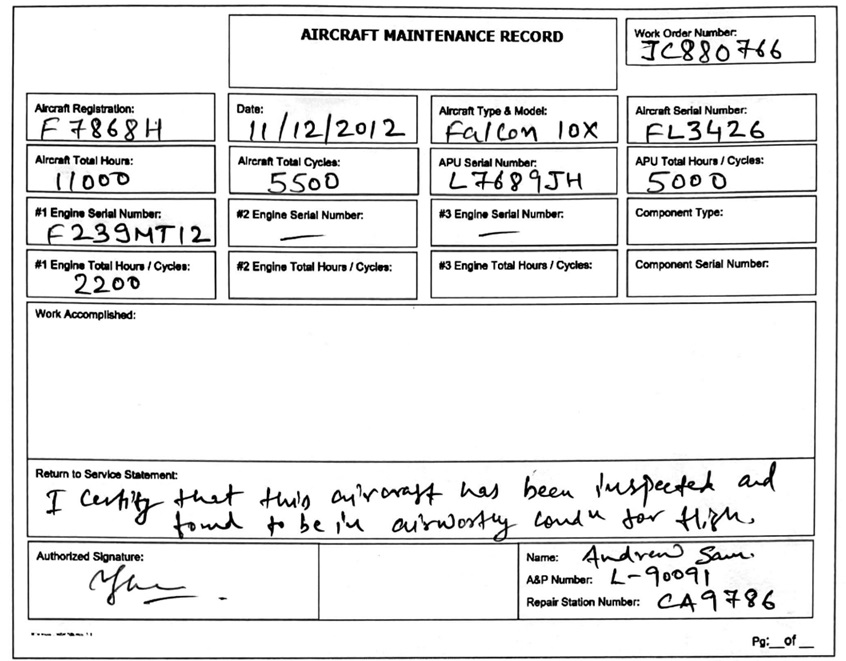 AIRCRAFT MAINTENANCE RECORD
Work Order Number:
JC880766
Aircraft Registration:
F 7868H
Date:
11/12/2012
Aircraft Type & Model:
Falcon 10X
Aircraft Serial Number:
FL3426
Aircraft Total Hours:
11000
Aircraft Total Cycles:
5500
APU Serial Number:
L7689JH
APU Total Hours / Cycles:
5000
#1 Engine Serial Number:
F239MT12
#2 Engine Serial Number:
—
#3 Engine Serial Number:
—
Component Type:
#1 Engine Total Hours / Cycles:
2200
#2 Engine Total Hours / Cycles:
#3 Engine Total Hours / Cycles:
Component Serial Number:
Work Accomplished:
Return to Service Statement:
I certify that this aircraft has been inspected and
found to be in airworthy for
Authorized Signature:
Name: Andrew Sam.
A&P Number: L-90091
Repair Station Number: CA9786
Pg:__of__